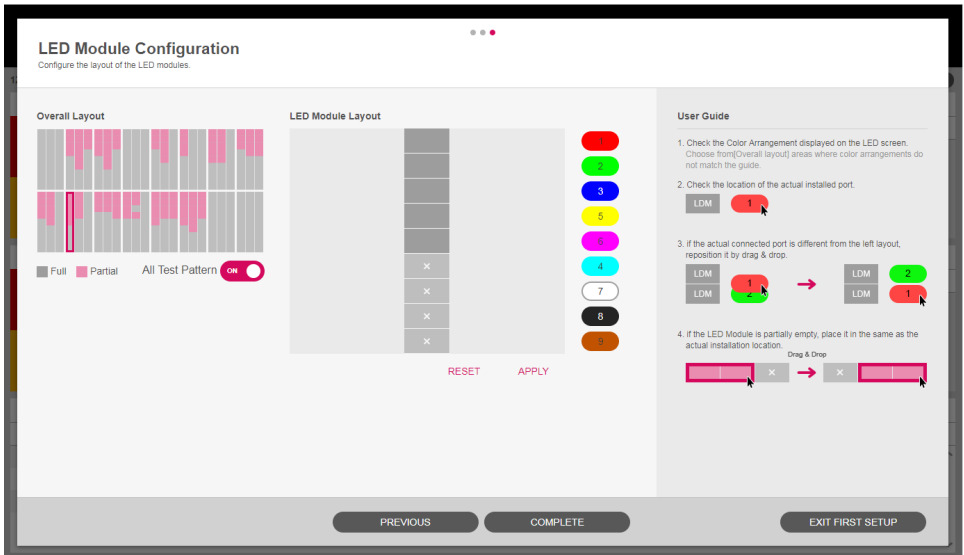 LED Module Configuration
Configure the layout of the LED modules.
Overall Layout
Full
Partial
All Test Pattern
ON
LED Module Layout
×
×
×
×
1
2
3
5
6
4
7
8
9
RESET
APPLY
User Guide
1. Check the Color Arrangement displayed on the LED screen.
Choose from[Overall layout] areas where color arrangements do
not match the guide.
2. Check the location of the actual installed port.
LDM
1
3. if the actual connected port is different from the left layout,
reposition it by drag & drop.
LDM
1
LDM
2
LDM
2
LDM
1
4. if the LED Module is partially empty, place it in the same as the
actual installation location.
Drag & Drop
×
×
PREVIOUS
COMPLETE
EXIT FIRST SETUP